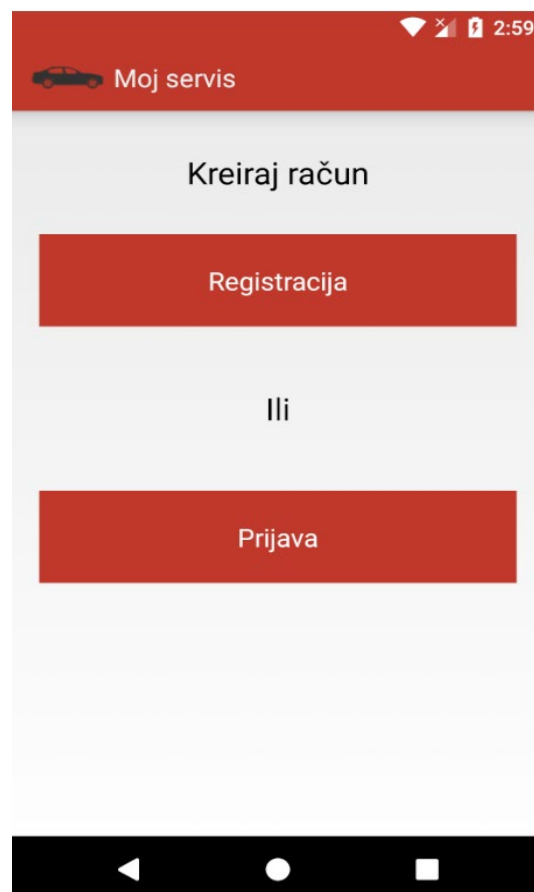 2:59
Moj servis
Kreiraj račun
Registracija
Ili
Prijava